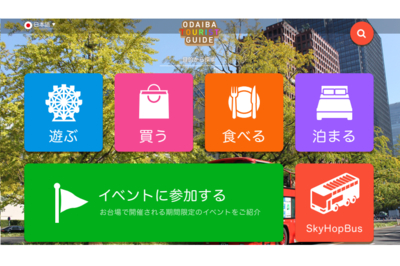 日本語 ▼
ODAIBA
TOURIST
GUIDE
遊ぶ
買う
食べる
泊まる
イベントに参加する
お台場で開催される期間限定のイベントをご紹介
SkyHopBus